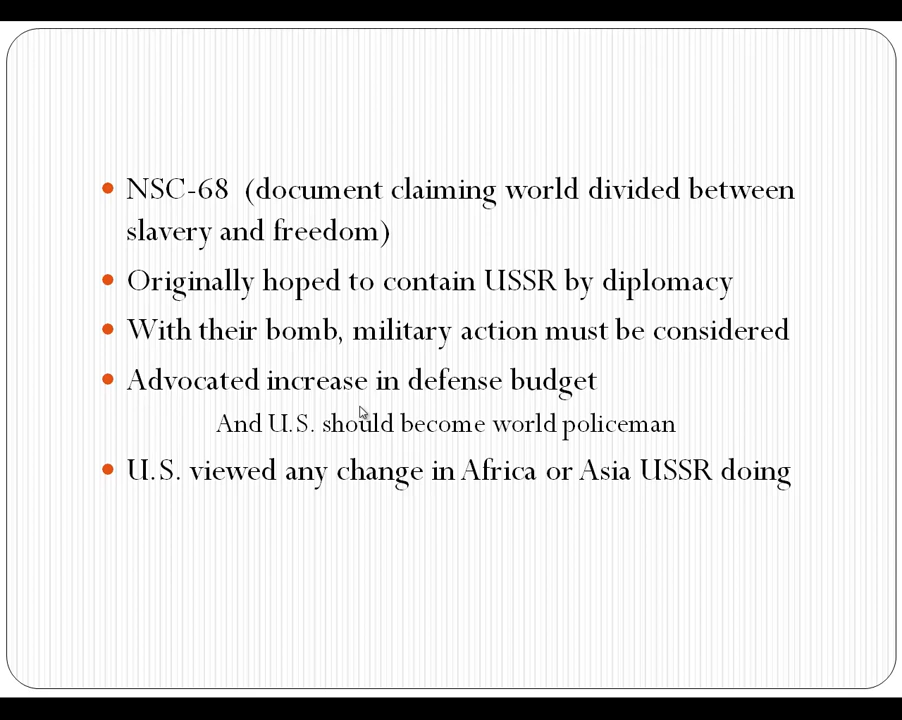 • NSC-68 (document claiming world divided between
slavery and freedom)
• Originally hoped to contain USSR by diplomacy
• With their bomb, military action must be considered
• Advocated increase in defense budget
And U.S. should become world policeman
• U.S. viewed any change in Africa or Asia USSR doing